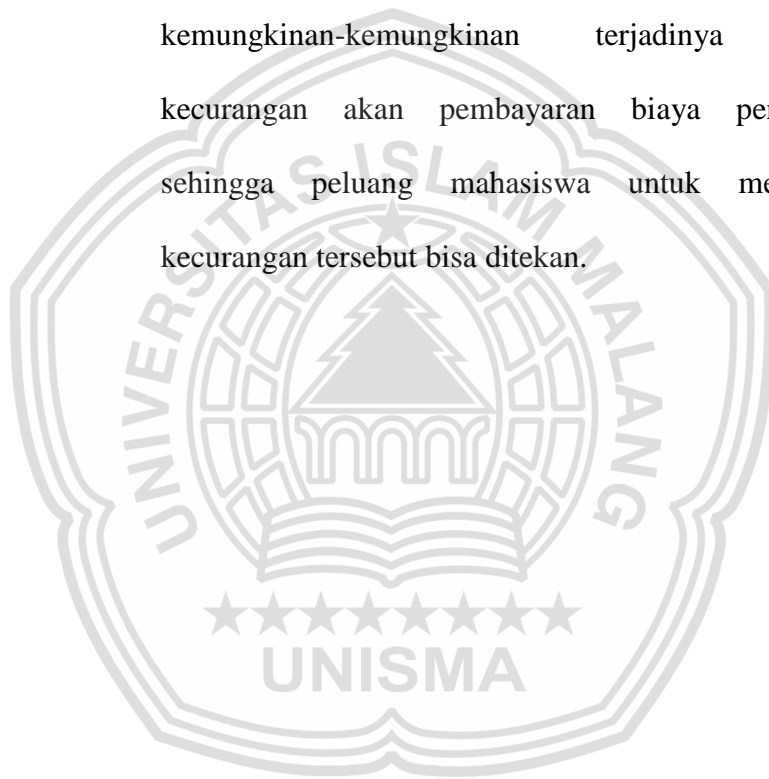 kemungkinan-kemungkinan terjadinya
kecurangan akan pembayaran biaya
sehingga peluang mahasiswa untuk
kecurangan tersebut bisa ditekan.
UNIVERSITAS ISLAM MALANG
UNISMA